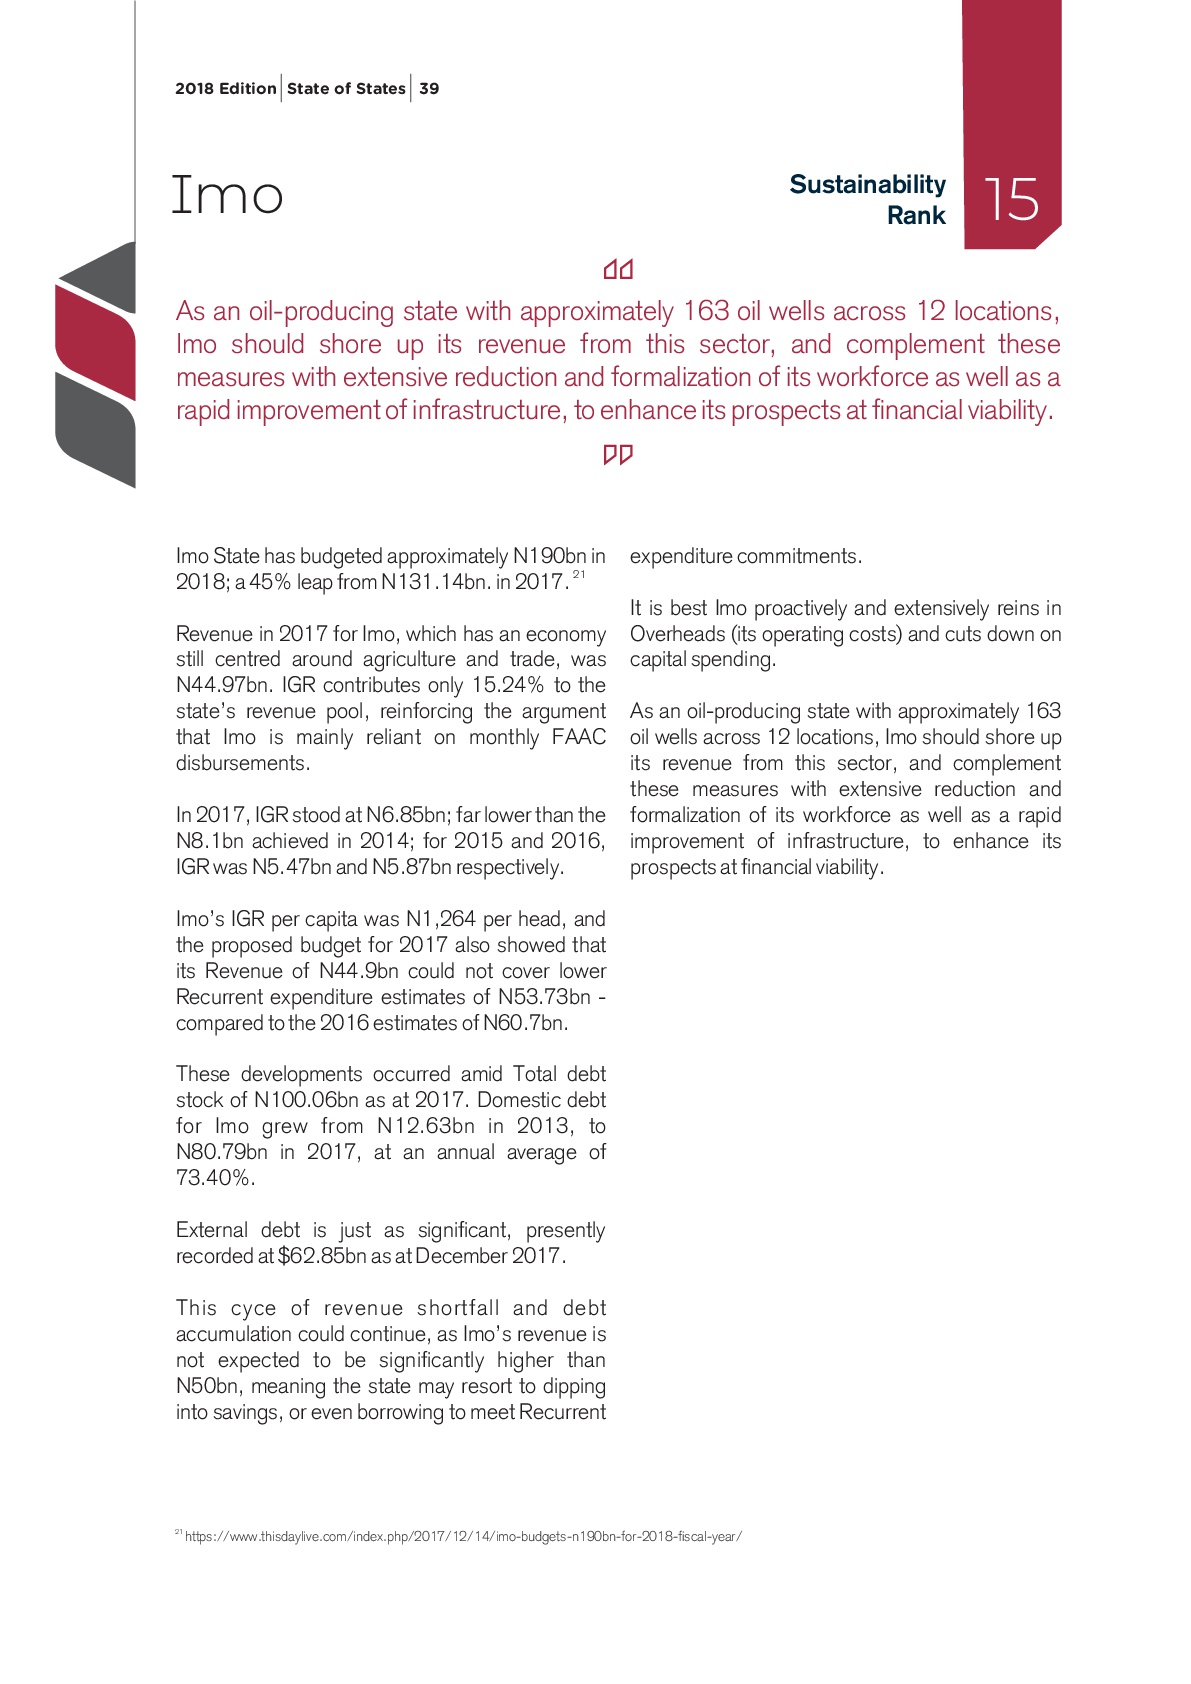 2018 Edition | State of States | 39
Imo
Sustainability
Rank
15
As an oil-producing state with approximately 163 oil wells across 12 locations,
Imo should shore up its revenue from this sector, and complement these
measures with extensive reduction and formalization of its workforce as well as a
rapid improvement of infrastructure, to enhance its prospects at financial viability.
Imo State has budgeted approximately N190bn in
2018; a 45% leap from N131.14bn. in 2017. 21
Revenue in 2017 for Imo, which has an economy
still centred around agriculture and trade, was
N44.97bn. IGR contributes only 15.24% to the
state's revenue pool, reinforcing the argument
that Imo is mainly reliant on monthly FAAC
disbursements.
In 2017, IGR stood at N6.85bn; far lower than the
N8.1bn achieved in 2014; for 2015 and 2016,
IGR was N5.47bn and N5.87bn respectively.
Imo's IGR per capita was N1,264 per head, and
the proposed budget for 2017 also showed that
its Revenue of N44.9bn could not cover lower
Recurrent expenditure estimates of N53.73bn -
compared to the 2016 estimates of N60.7bn.
These developments occurred amid Total debt
stock of N100.06bn as at 2017. Domestic debt
for Imo grew from N12.63bn in 2013, to
N80.79bn in 2017, at an annual average of
73.40%.
External debt is just as significant, presently
recorded at $62.85bn as at December 2017.
This cyce of revenue shortfall and debt
accumulation could continue, as Imo's revenue is
not expected to be significantly higher than
N50bn, meaning the state may resort to dipping
into savings, or even borrowing to meet Recurrent
expenditure commitments.
It is best Imo proactively and extensively reins in
Overheads (its operating costs) and cuts down on
capital spending.
As an oil-producing state with approximately 163
oil wells across 12 locations, Imo should shore up
its revenue from this sector, and complement
these measures with extensive reduction and
formalization of its workforce as well as a rapid
improvement of infrastructure, to enhance its
prospects at financial viability.
21 https://www.thisdaylive.com/index.php/2017/12/14/imo-budgets-n190bn-for-2018-fiscal-year/